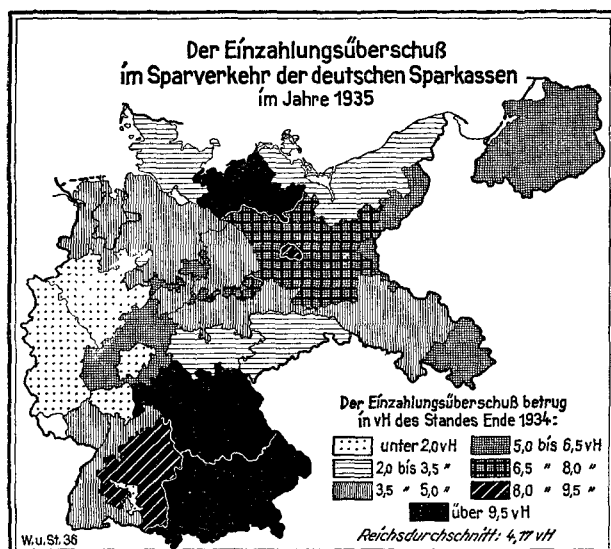 Der Einzahlungsüberschuß
im Sparverkehr der deutschen Sparkassen
im Jahre 1935
Der Einzahlungsüberschuß betrug
in vH des Standes Ende 1934:
unter 2,0 vH
2,0 bis 3,5 "
3,5 " 5,0 "
5,0 bis 6,5 vH
6,5 " 8,0 "
8,0 " 9,5 "
über 9,5 vH
W.u.St. 36
Reichsdurchschnitt: 4,77 vH